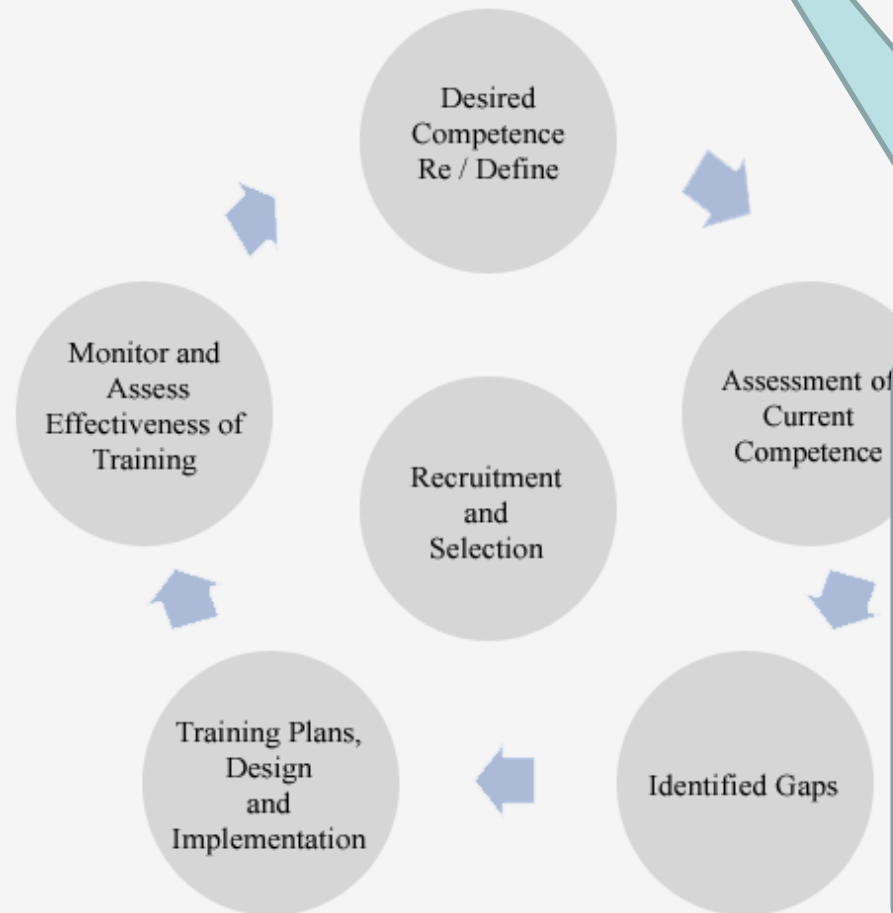 Desired
Competence
Re / Define
Monitor and
Assess
Effectiveness of
Training
Assessment of
Current
Competence
Recruitment
and
Selection
Training Plans,
Design
and
Implementation
Identified Gaps